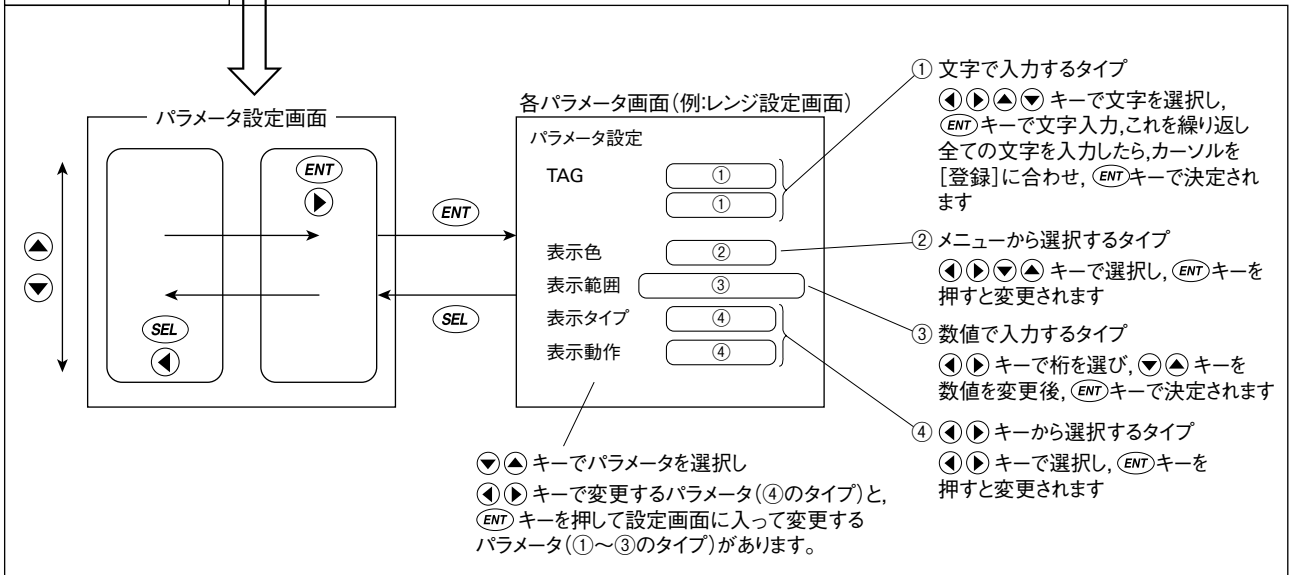 パラメータ設定画面
ENT
▶
▲
▼
SEL
◀
ENT
SEL
各パラメータ画面(例:レンジ設定画面)
パラメータ設定
TAG ①
①
表示色 ②
表示範囲 ③
表示タイプ ④
表示動作 ④
▼▲キーでパラメータを選択し
◀▶キーで変更するパラメータ(④のタイプ)と,
ENTキーを押して設定画面に入って変更する
パラメータ(①～③のタイプ)があります。
① 文字で入力するタイプ
◀▶▲▼キーで文字を選択し,
ENTキーで文字入力,これを繰り返し
全ての文字を入力したら,カーソルを
[登録]に合わせ, ENTキーで決定され
ます
② メニューから選択するタイプ
◀▶▼▲キーで選択し, ENTキーを
押すと変更されます
③ 数値で入力するタイプ
◀▶キーで桁を選び, ▼▲キーを
数値を変更後, ENTキーで決定されます
④ ◀▶キーから選択するタイプ
◀▶キーで選択し, ENTキーを
押すと変更されます